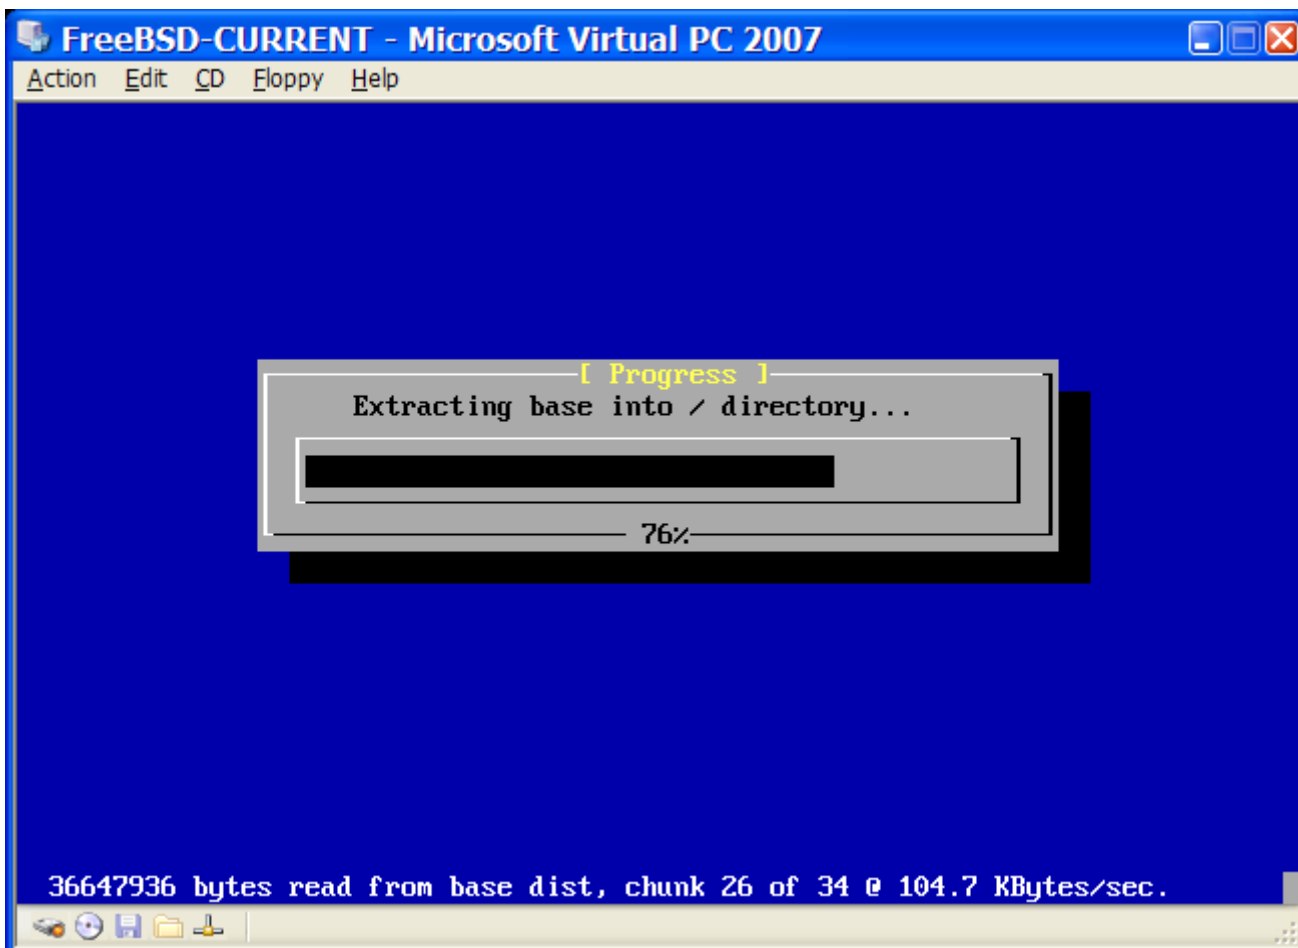 FreeBSD-CURRENT - Microsoft Virtual PC 2007
Action Edit CD Floppy Help
[ Progress ]
Extracting base into / directory...
76%
36647936 bytes read from base dist, chunk 26 of 34 @ 104.7 KBytes/sec.